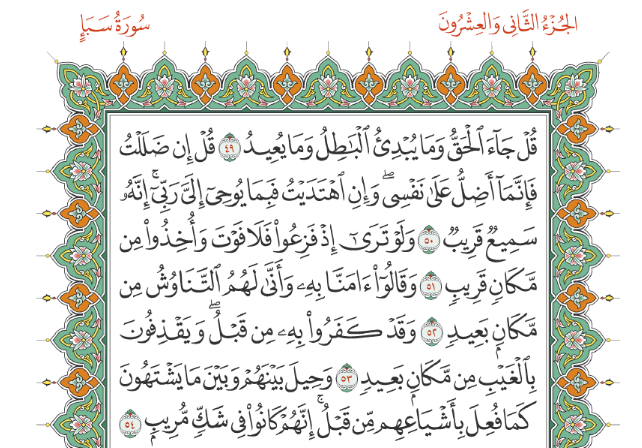 الجُزْءُ الثَّانِي وَالعِشْرُونَ
سُورَةُ سَبَإٍ
قُلۡ جَآءَ ٱلۡحَقُّ وَمَا يُبۡدِئُ ٱلۡبَٰطِلُ وَمَا يُعِيدُ ٤٩ قُلۡ إِن ضَلَلۡتُ
فَإِنَّمَآ أَضِلُّ عَلَىٰ نَفۡسِيۖ وَإِنِ ٱهۡتَدَيۡتُ فَبِمَا يُوحِيٓ إِلَيَّ رَبِّيٓۚ إِنَّهُۥ
سَمِيعٞ قَرِيبٞ ٥٠ وَلَوۡ تَرَىٰٓ إِذۡ فَزِعُواْ فَلَا فَوۡتَ وَأُخِذُواْ مِن
مَّكَانٖ قَرِيبٖ ٥١ وَقَالُوٓاْ ءَامَنَّا بِهِۦ وَأَنَّىٰ لَهُمُ ٱلتَّنَاوُشُ مِن
مَّكَانِۭ بَعِيدٖ ٥٢ وَقَدۡ كَفَرُواْ بِهِۦ مِن قَبۡلُۖ وَيَقۡذِفُونَ
بِٱلۡغَيۡبِ مِن مَّكَانِۭ بَعِيدٖ ٥٣ وَحِيلَ بَيۡنَهُمۡ وَبَيۡنَ مَا يَشۡتَهُونَ
كَمَا فُعِلَ بِأَشۡيَاعِهِم مِّن قَبۡلُۚ إِنَّهُمۡ كَانُواْ فِي شَكّٖ مُّرِيبِۭ ٥٤